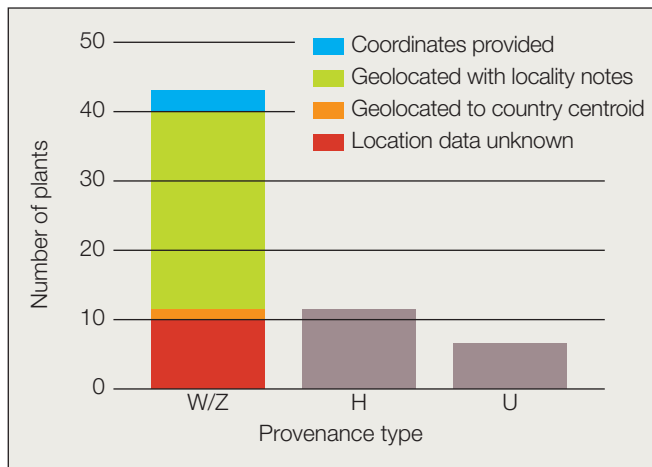 50
40
30
20
10
0
Number of plants
Coordinates provided
Geolocated with locality notes
Geolocated to country centroid
Location data unknown
W/Z H U
Provenance type